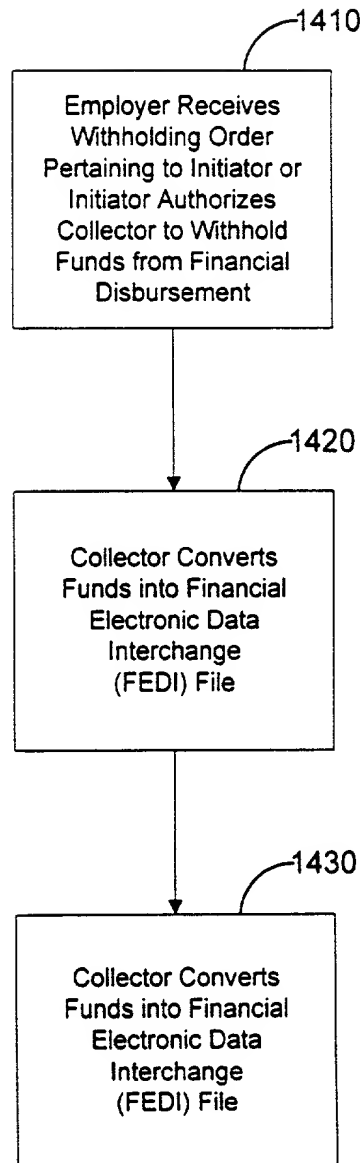 1410
Employer Receives
Withholding Order
Pertaining to Initiator or
Initiator Authorizes
Collector to Withhold
Funds from Financial
Disbursement
1420
Collector Converts
Funds into Financial
Electronic Data
Interchange
(FEDI) File
1430
Collector Converts
Funds into Financial
Electronic Data
Interchange
(FEDI) File